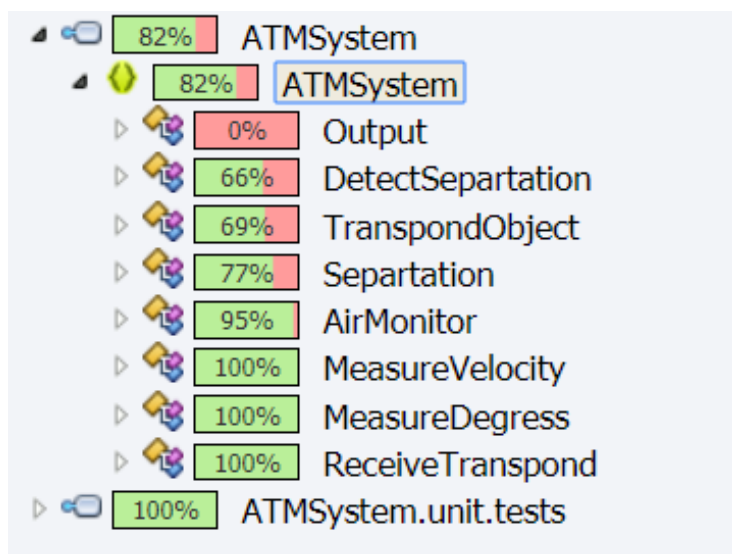 82% ATMSystem
82% ATMSystem
0% Output
66% DetectSepartation
69% TranspondObject
77% Separtation
95% AirMonitor
100% MeasureVelocity
100% MeasureDegress
100% ReceiveTranspond
100% ATMSystem.unit.tests